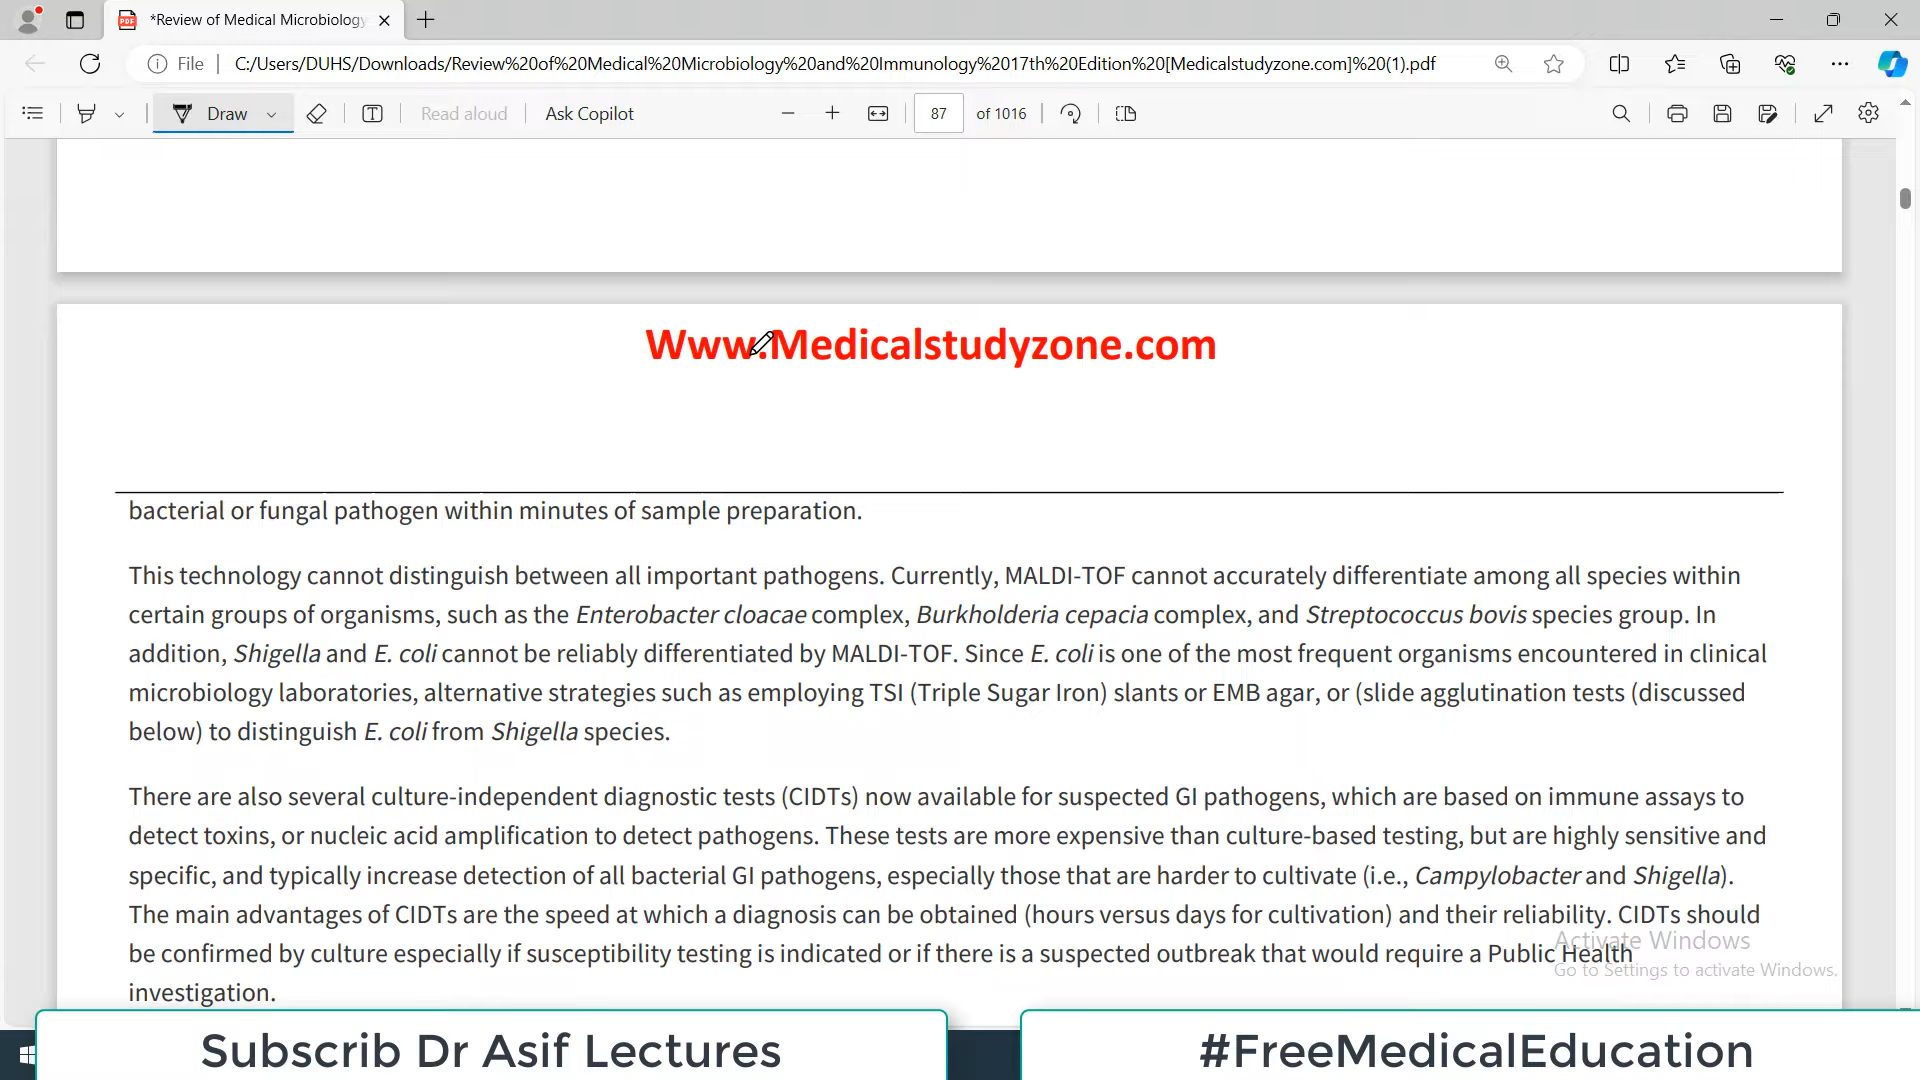 *Review of Medical Microbiology
File
C:/Users/DUHS/Downloads/Review%20of%20Medical%20Microbiology%20and%20Immunology%2017th%20Edition%20[Medicalstudyzone.com]%20(1).pdf
Draw
Read aloud
Ask Copilot
87
of 1016
Www.Medicalstudyzone.com
bacterial or fungal pathogen within minutes of sample preparation.
This technology cannot distinguish between all important pathogens. Currently, MALDI-TOF cannot accurately differentiate among all species within
certain groups of organisms, such as the Enterobacter cloacae complex, Burkholderia cepacia complex, and Streptococcus bovis species group. In
addition, Shigella and E. coli cannot be reliably differentiated by MALDI-TOF. Since E. coli is one of the most frequent organisms encountered in clinical
microbiology laboratories, alternative strategies such as employing TSI (Triple Sugar Iron) slants or EMB agar, or (slide agglutination tests (discussed
below) to distinguish E. coli from Shigella species.
There are also several culture-independent diagnostic tests (CIDTs) now available for suspected GI pathogens, which are based on immune assays to
detect toxins, or nucleic acid amplification to detect pathogens. These tests are more expensive than culture-based testing, but are highly sensitive and
specific, and typically increase detection of all bacterial GI pathogens, especially those that are harder to cultivate (i.e., Campylobacter and Shigella).
The main advantages of CIDTs are the speed at which a diagnosis can be obtained (hours versus days for cultivation) and their reliability. CIDTs should
be confirmed by culture especially if susceptibility testing is indicated or if there is a suspected outbreak that would require a Public Health
investigation.
Activate Windows
Go to Settings to activate Windows.
Subscrib Dr Asif Lectures
#FreeMedicalEducation